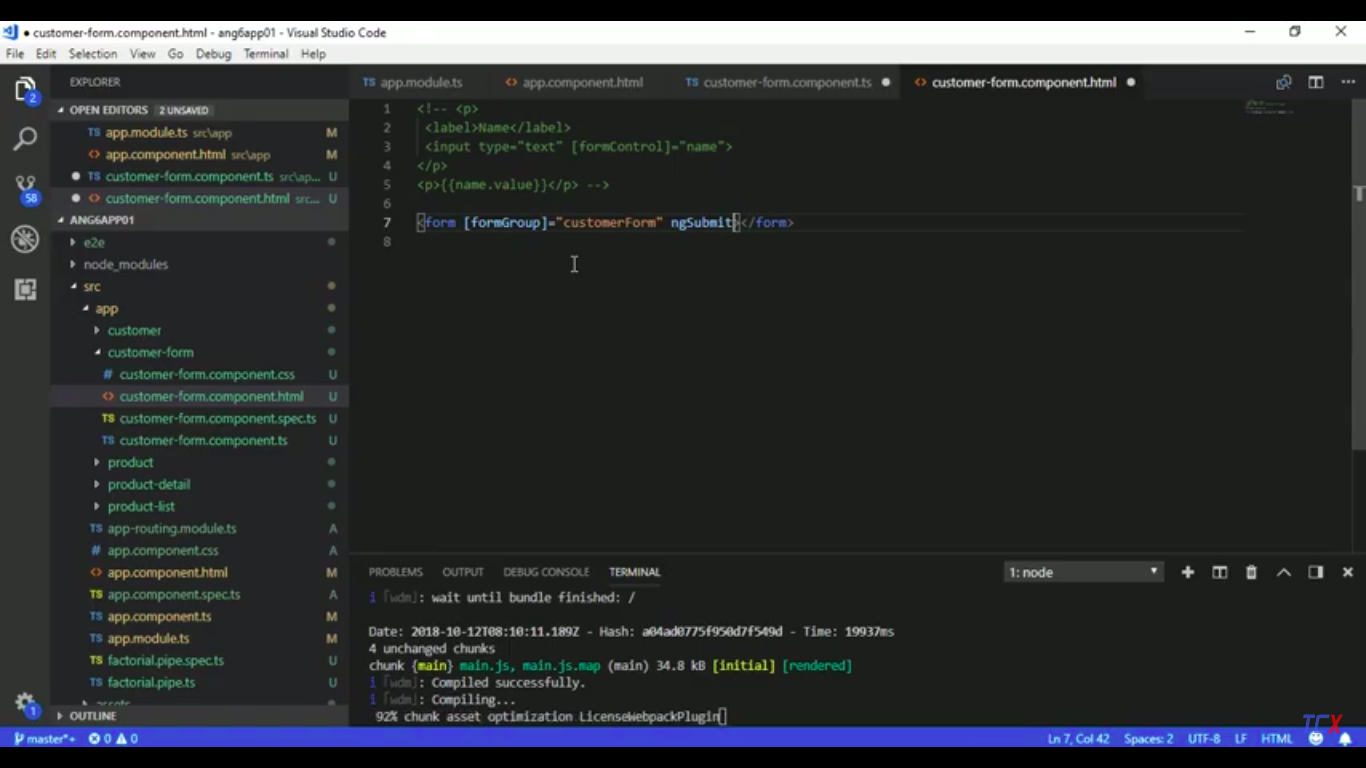 ● customer-form.component.html - ang6app01 - Visual Studio Code
File Edit Selection View Go Debug Terminal Help
EXPLORER
OPEN EDITORS 2 UNSAVED
TS app.module.ts src\app M
<> app.component.html src\app M
● TS customer-form.component.ts src\ap... U
● <> customer-form.component.html src... U
ANG6APP01
e2e
node_modules
src
app
customer
customer-form
# customer-form.component.css U
<> customer-form.component.html U
TS customer-form.component.spec.ts U
TS customer-form.component.ts U
product
product-detail
product-list
TS app-routing.module.ts A
# app.component.css A
<> app.component.html M
TS app.component.spec.ts A
TS app.component.ts M
TS app.module.ts M
TS factorial.pipe.spec.ts U
TS factorial.pipe.ts U
OUTLINE
2
58
1
TS app.module.ts <> app.component.html TS customer-form.component.ts ● <> customer-form.component.html ●
1 <!-- <p>
2 <label>Name</label>
3 <input type="text" [formControl]="name">
4 </p>
5 <p>{{name.value}}</p> -->
6
7 <form [formGroup]="customerForm" ngSubmit></form>
8
PROBLEMS OUTPUT DEBUG CONSOLE TERMINAL 1: node
i ｢wdm｣: wait until bundle finished: /
Date: 2018-10-12T08:10:11.189Z - Hash: a04ad0775f950d7f549d - Time: 19937ms
4 unchanged chunks
chunk {main} main.js, main.js.map (main) 34.8 kB [initial] [rendered]
i ｢wdm｣: Compiled successfully.
i ｢wdm｣: Compiling...
92% chunk asset optimization LicenseWebpackPlugin
TCX
master*+ 0 0 Ln 7, Col 42 Spaces: 2 UTF-8 LF HTML